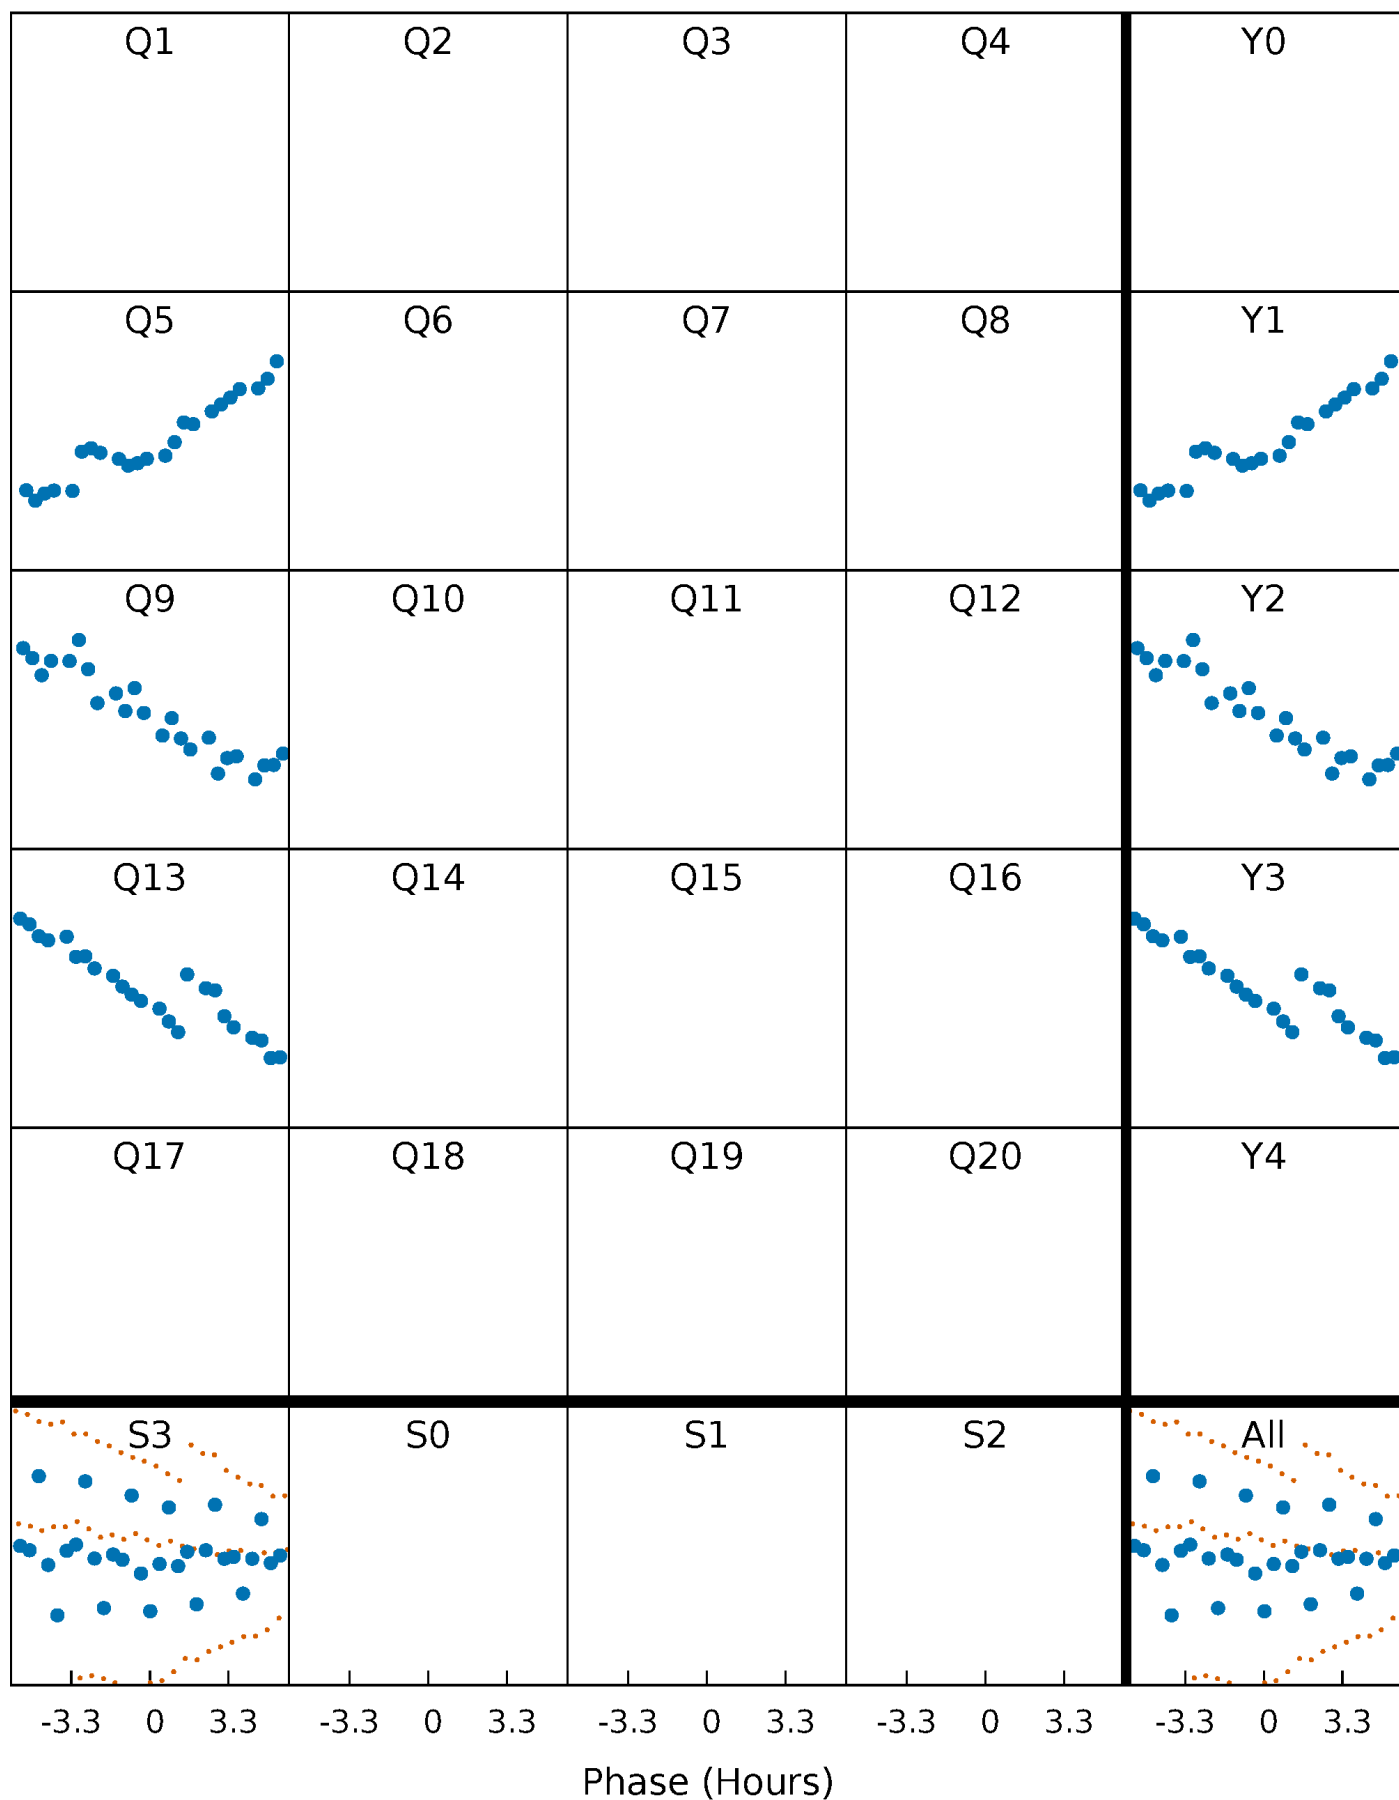 Q1 Q2 Q3 Q4 Y0
Q5 Q6 Q7 Q8 Y1
Q9 Q10 Q11 Q12 Y2
Q13 Q14 Q15 Q16 Y3
Q17 Q18 Q19 Q20 Y4
S3 S0 S1 S2 All
-3.3 0 3.3 -3.3 0 3.3 -3.3 0 3.3 -3.3 0 3.3 -3.3 0 3.3
Phase (Hours)